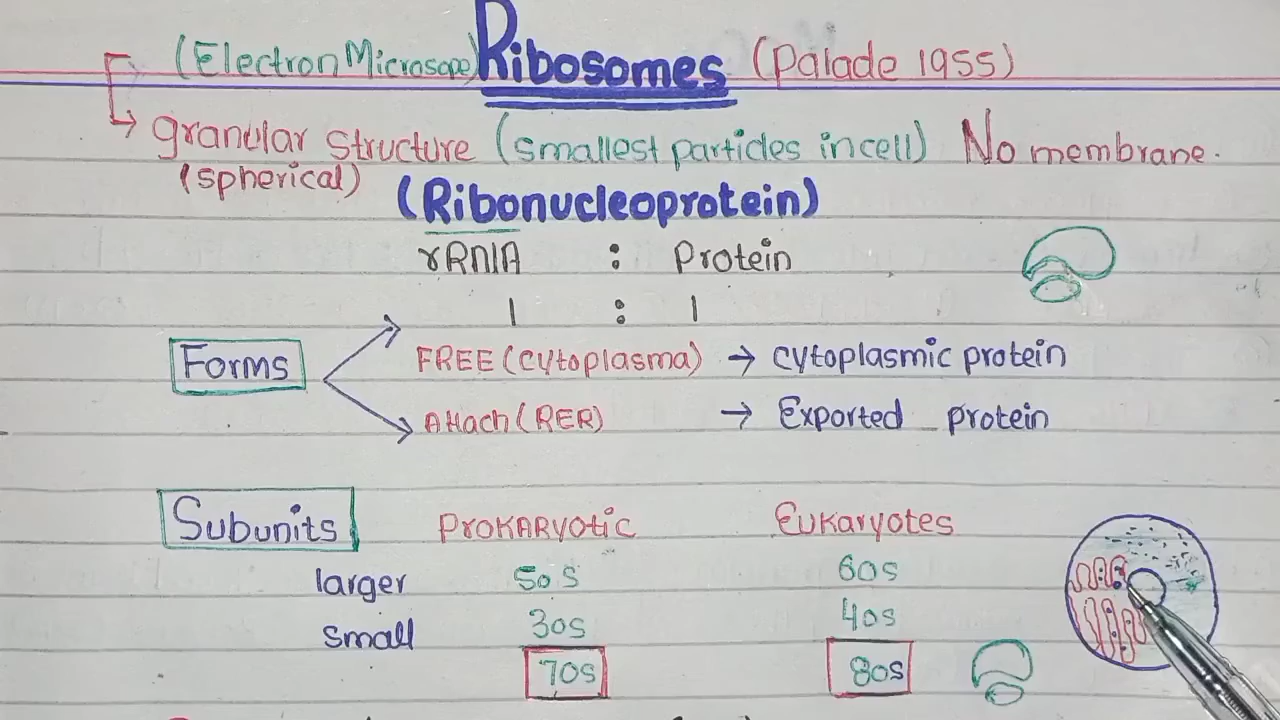 (Electron Microsope) Ribosomes (Palade 1955)
granular structure (smallest particles in cell) No membrane.
(spherical)
(Ribonucleoprotein)
rRNA : Protein
1 : 1
Forms
FREE (cytoplasma) → cytoplasmic protein
Attach (RER) → Exported protein
Subunits PROKARYOtic EUKaryotes
larger 50S 60s
small 30s 40s
70s 80s